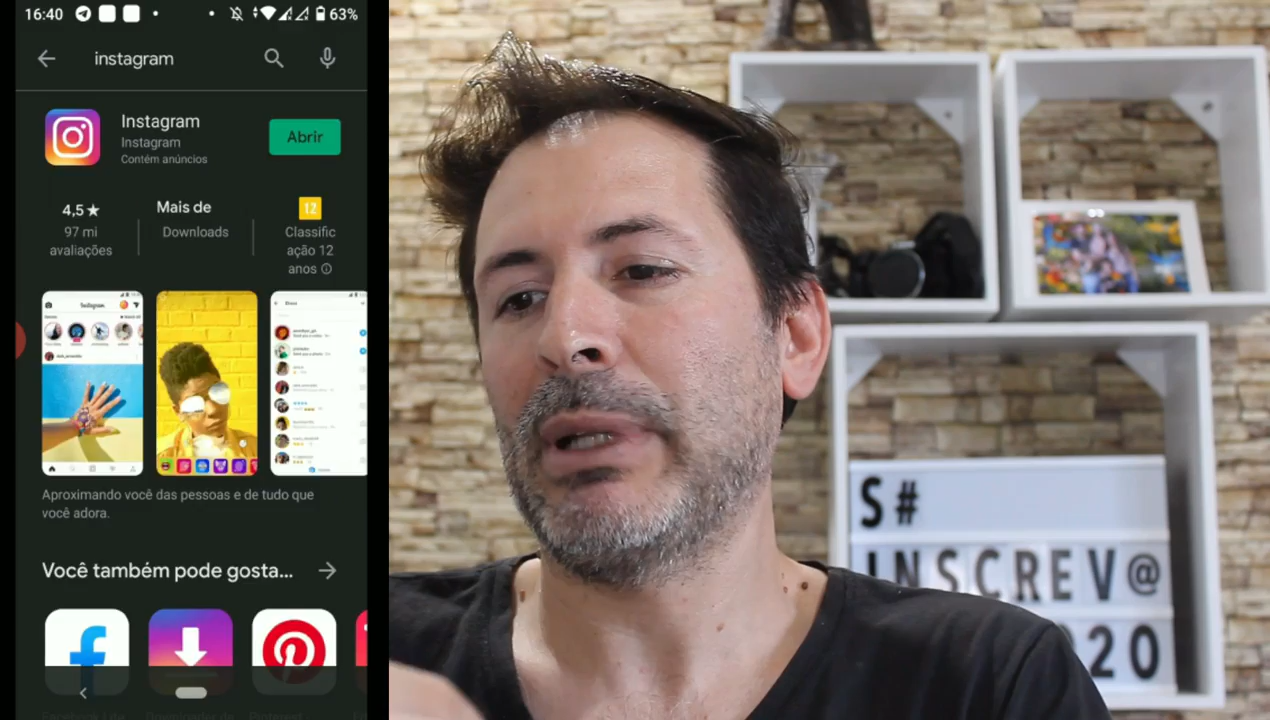 16:40
63%
instagram
Instagram
Instagram
Contém anúncios
Abrir
4,5★
97 mi
avaliações
Mais de
Downloads
12
Classific
ação 12
anos
Instagram
Aproximando você das pessoas e de tudo que
você adora.
Você também pode gosta...
S#
INSCREV@
20